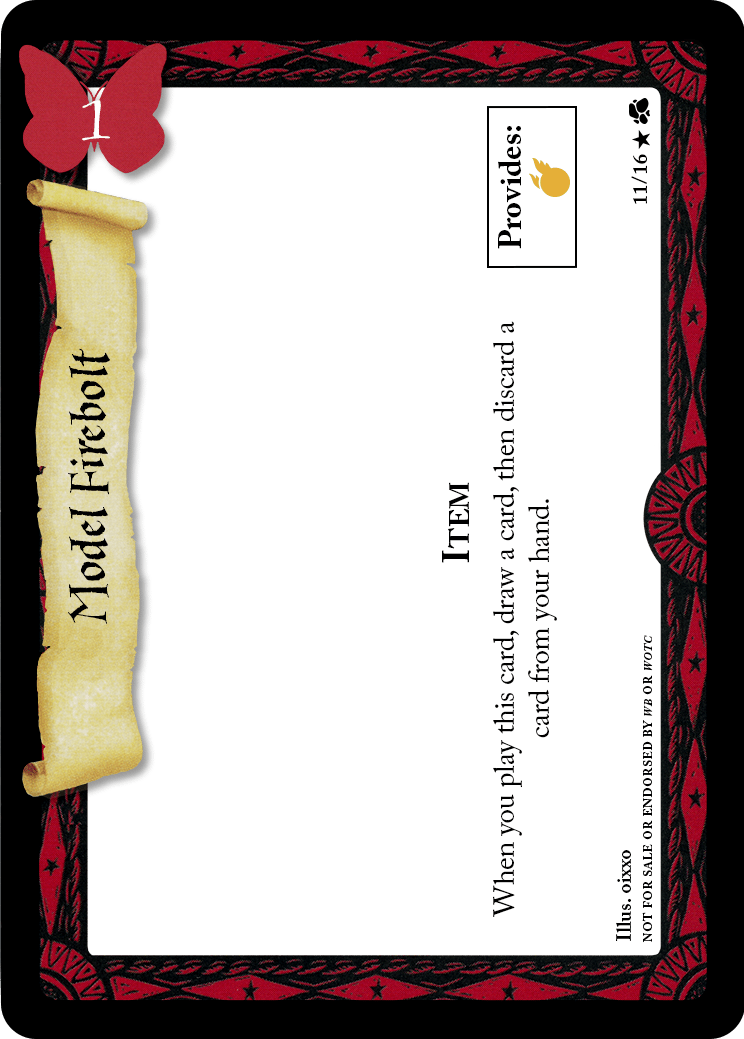 1
Model Firebolt
Item
When you play this card, draw a card, then discard a
card from your hand.
Provides:
Illus. oixxo
NOT FOR SALE OR ENDORSED BY WB OR WOTC
11/16 ★